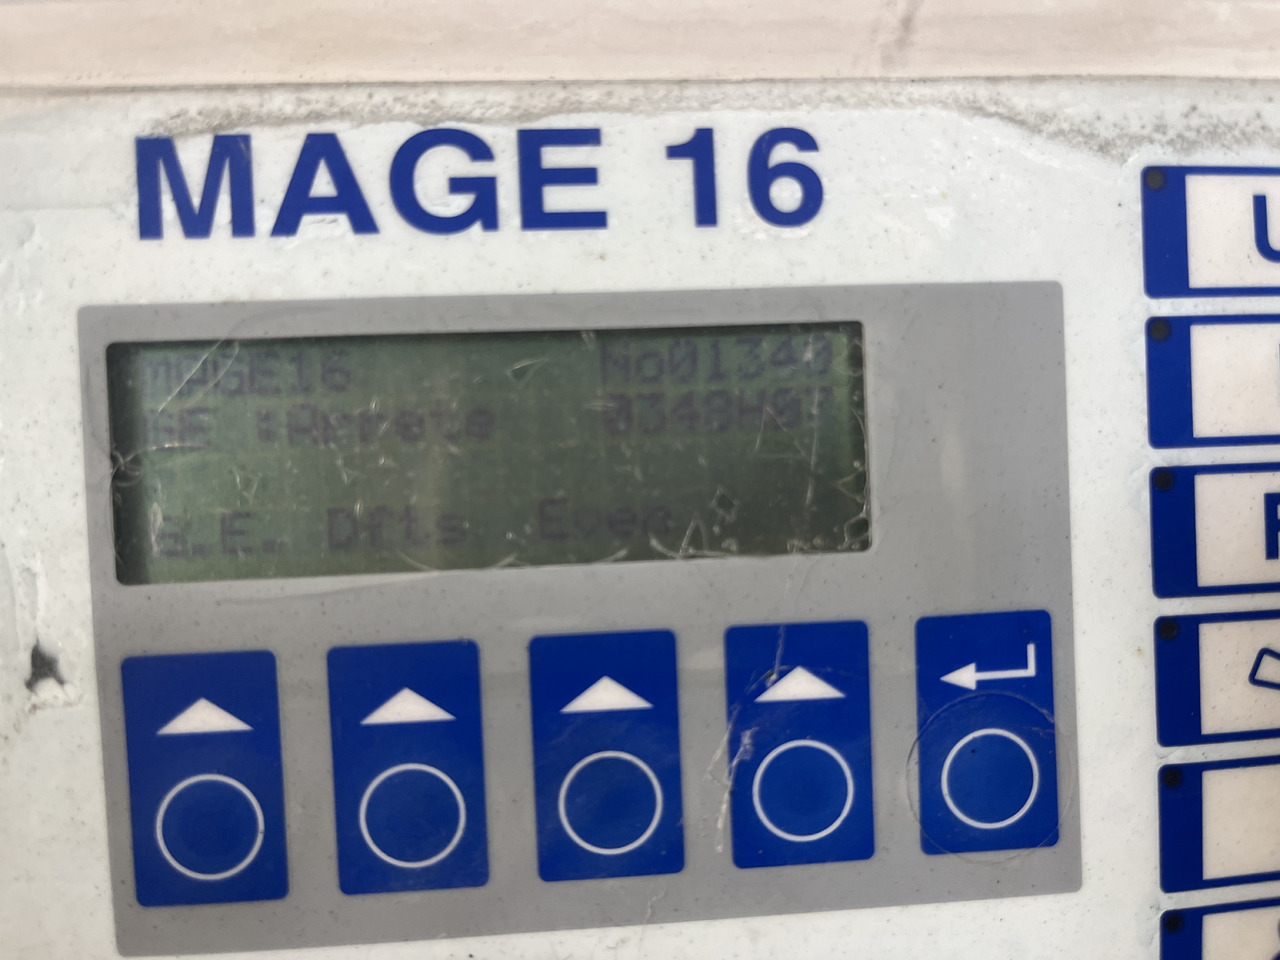 MAGE 16
MAGE16 No01340
GE :Arrete 0348H07
a.E. Dfts Even
U